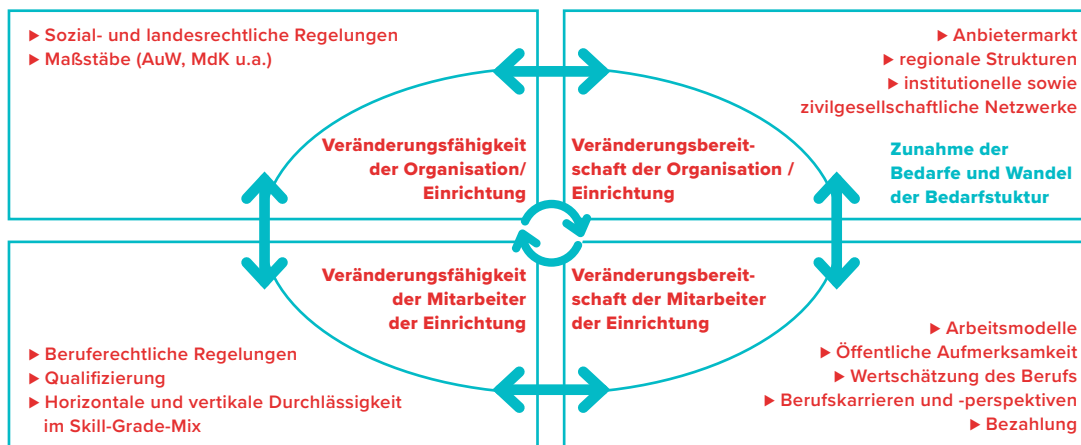 ▶ Sozial- und landesrechtliche Regelungen
▶ Maßstäbe (AuW, MdK u.a.)
Veränderungsfähigkeit
der Organisation/
Einrichtung
▶ Anbietermarkt
▶ regionale Strukturen
▶ institutionelle sowie
zivilgesellschaftliche Netzwerke
Veränderungsbereit-
schaft der Organisation /
Einrichtung
Zunahme der
Bedarfe und Wandel
der Bedarfstuktur
Veränderungsfähigkeit
der Mitarbeiter
der Einrichtung
▶ Beruferechtliche Regelungen
▶ Qualifizierung
▶ Horizontale und vertikale Durchlässigkeit
im Skill-Grade-Mix
Veränderungsbereit-
schaft der Mitarbeiter
der Einrichtung
▶ Arbeitsmodelle
▶ Öffentliche Aufmerksamkeit
▶ Wertschätzung des Berufs
▶ Berufskarrieren und -perspektiven
▶ Bezahlung